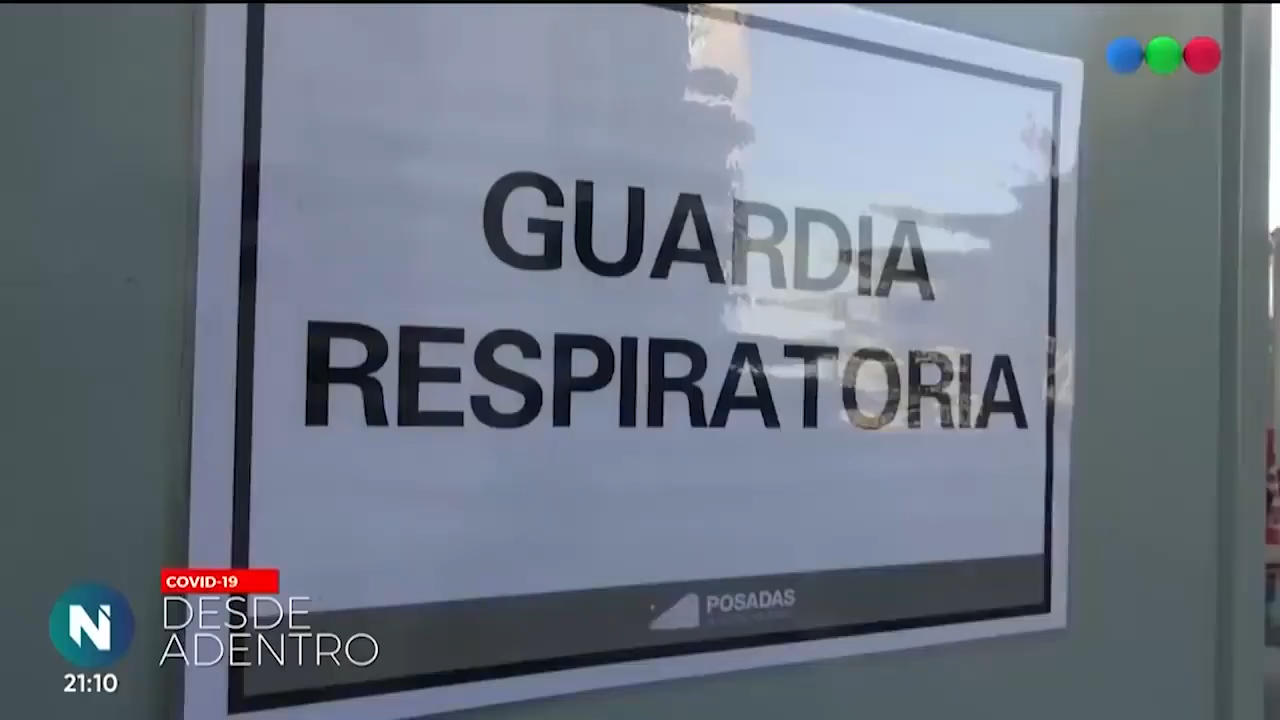 GUARDIA
RESPIRATORIA
POSADAS
COVID-19
DESDE
ADENTRO
N
21:10